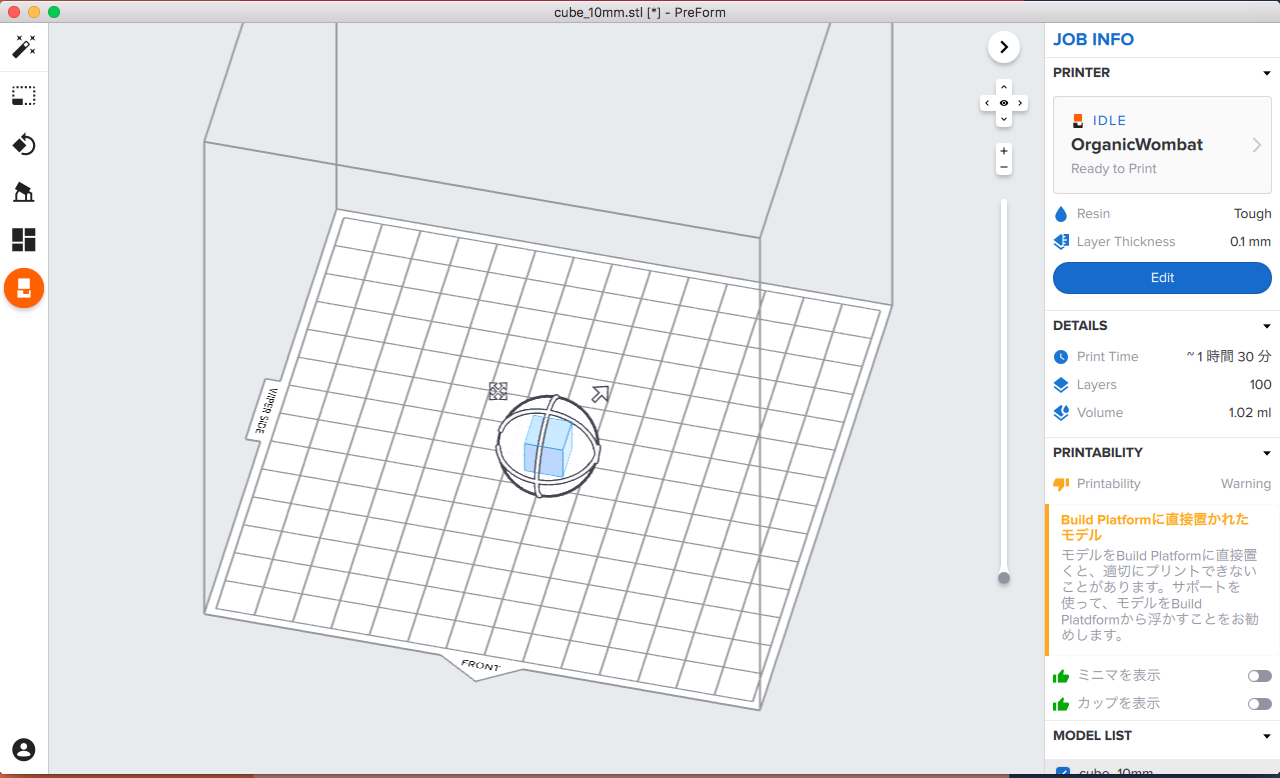 cube_10mm.stl [*] - PreForm
JOB INFO
PRINTER
IDLE
OrganicWombat
Ready to Print
Resin Tough
Layer Thickness 0.1 mm
Edit
DETAILS
Print Time ~ 1 時間 30 分
Layers 100
Volume 1.02 ml
PRINTABILITY
Printability Warning
Build Platformに直接置かれた
モデル
モデルをBuild Platformに直接置
くと、適切にプリントできない
ことがあります。サポートを
使って、モデルをBuild
Platdformから浮かすことをお勧
めします。
ミニマを表示
カップを表示
MODEL LIST
cube_10mm
WIPER SIDE
FRONT